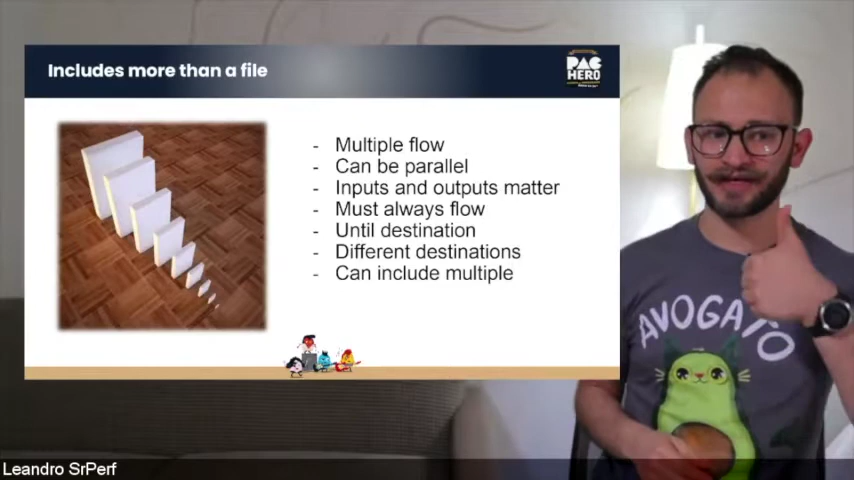 Includes more than a file
PAC
HERO
- Multiple flow
- Can be parallel
- Inputs and outputs matter
- Must always flow
- Until destination
- Different destinations
- Can include multiple
AVOGATO
Leandro SrPerf